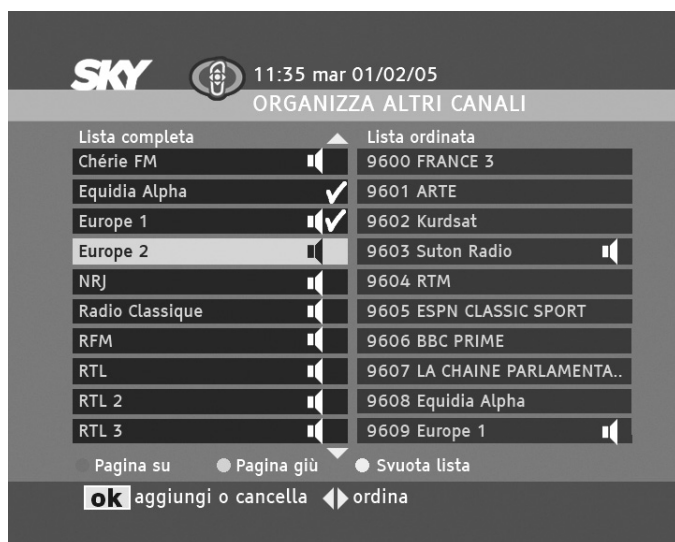 SKY 11:35 mar 01/02/05
ORGANIZZA ALTRI CANALI
Lista completa
Chérie FM
Equidia Alpha
Europe 1
Europe 2
NRJ
Radio Classique
RFM
RTL
RTL 2
RTL 3
Lista ordinata
9600 FRANCE 3
9601 ARTE
9602 Kurdsat
9603 Suton Radio
9604 RTM
9605 ESPN CLASSIC SPORT
9606 BBC PRIME
9607 LA CHAINE PARLAMENTA..
9608 Equidia Alpha
9609 Europe 1
Pagina su Pagina giù Svuota lista
ok aggiungi o cancella ordina